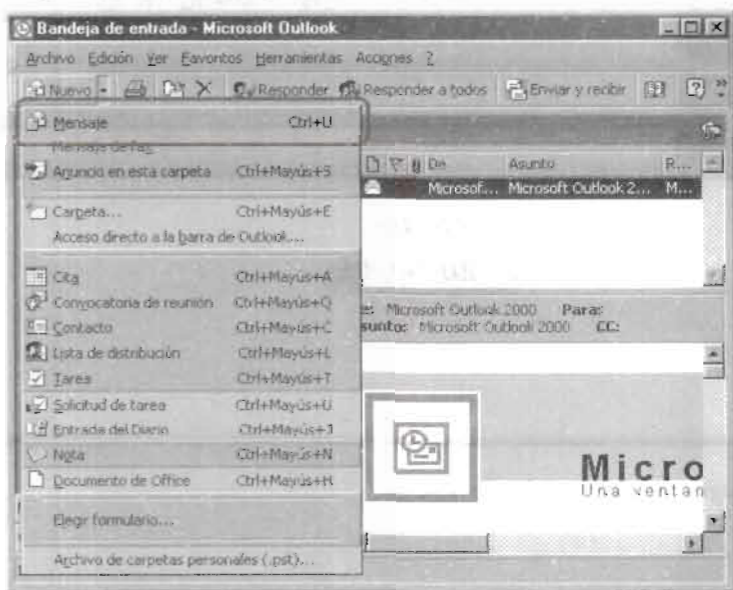 Bandeja de entrada - Microsoft Outlook
Archivo Edición Ver Favoritos Herramientas Acciones ?
Nuevo Responder Responder a todos Enviar y recibir
Mensaje Ctrl+U
Mensaje de fax
Anuncio en esta carpeta Ctrl+Mayús+S
De Asunto R...
Microsof... Microsoft Outlook 2... M...
Carpeta... Ctrl+Mayús+E
Acceso directo a la barra de Outlook...
Cita Ctrl+Mayús+A
Convocatoria de reunión Ctrl+Mayús+Q
e: Microsoft Outlook 2000 Para:
Contacto Ctrl+Mayús+C
sunto: Microsoft Outlook 2000 CC:
Lista de distribución Ctrl+Mayús+L
Tarea Ctrl+Mayús+T
Solicitud de tarea Ctrl+Mayús+U
Entrada del Diario Ctrl+Mayús+J
Nota Ctrl+Mayús+N
Documento de Office Ctrl+Mayús+H
Micro
Una ventan
Elegir formulario...
Archivo de carpetas personales (.pst)...